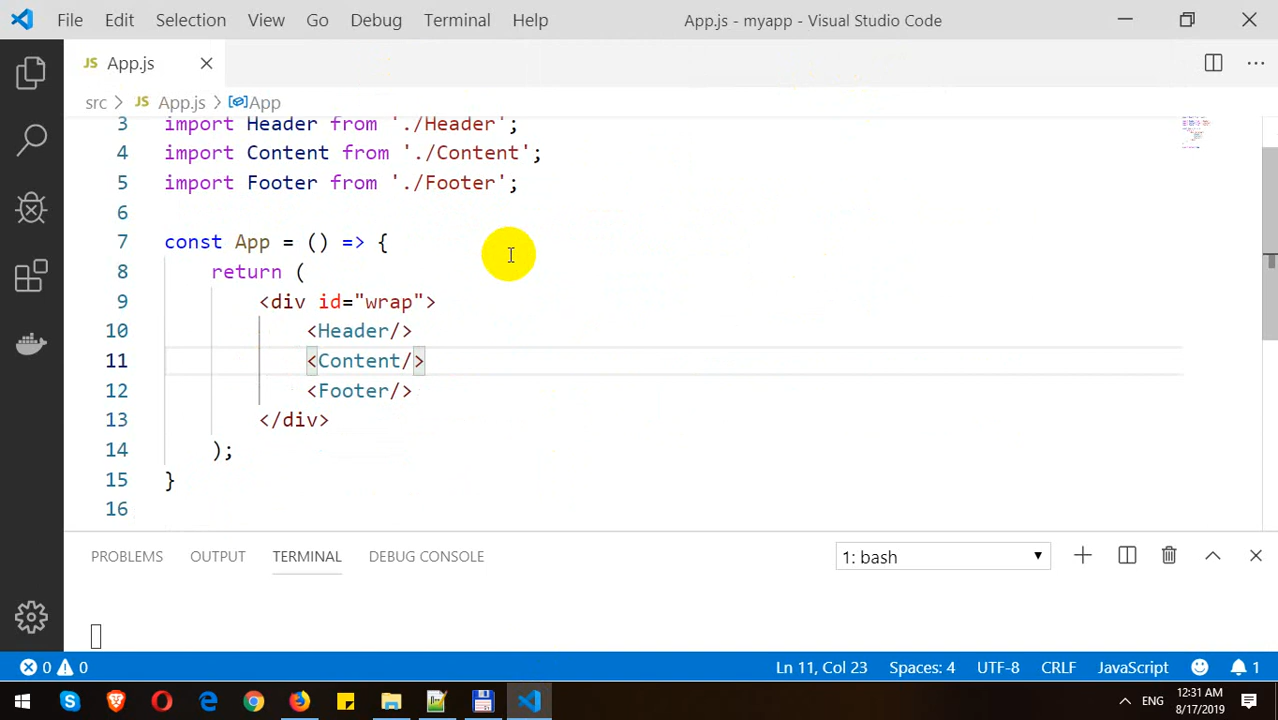 File Edit Selection View Go Debug Terminal Help App.js - myapp - Visual Studio Code
JS App.js
src > JS App.js > App
3 import Header from './Header';
4 import Content from './Content';
5 import Footer from './Footer';
6
7 const App = () => {
8 return (
9 <div id="wrap">
10 <Header/>
11 <Content/>
12 <Footer/>
13 </div>
14 );
15 }
16
PROBLEMS OUTPUT TERMINAL DEBUG CONSOLE 1: bash
0 0 Ln 11, Col 23 Spaces: 4 UTF-8 CRLF JavaScript 1
ENG 12:31 AM
8/17/2019